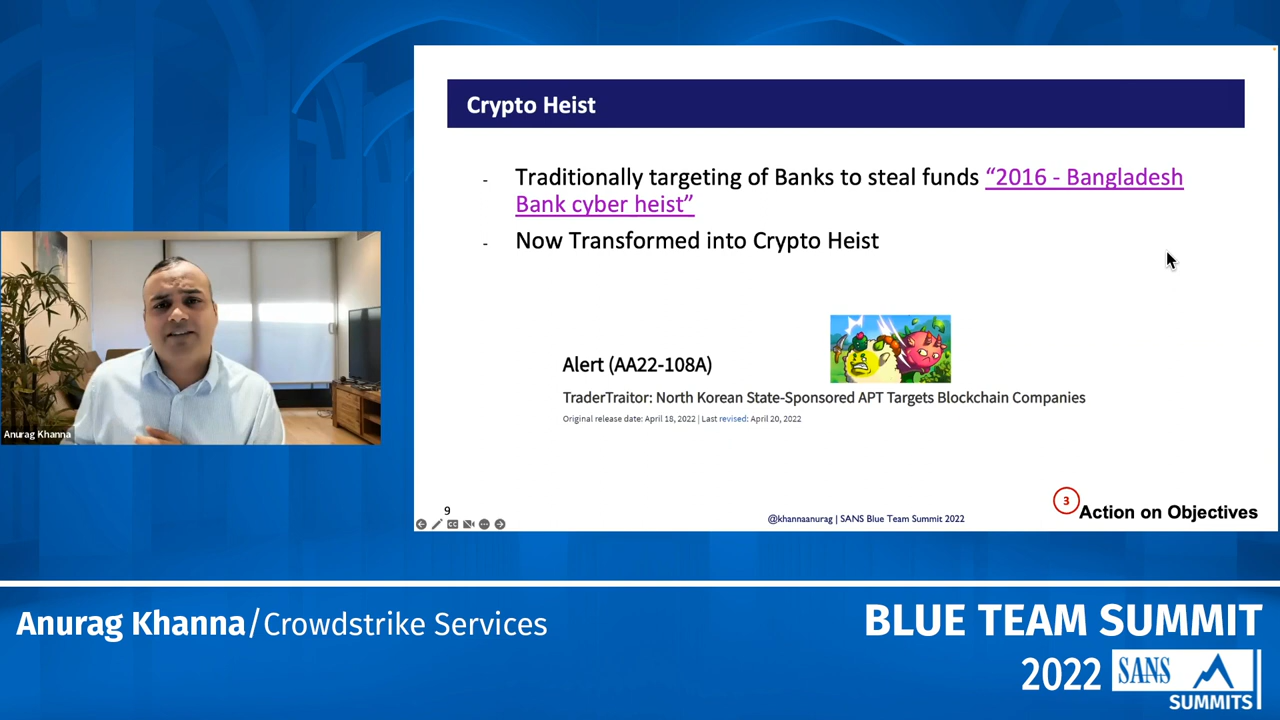 Crypto Heist
- Traditionally targeting of Banks to steal funds “2016 - Bangladesh
Bank cyber heist”
- Now Transformed into Crypto Heist
Alert (AA22-108A)
TraderTraitor: North Korean State-Sponsored APT Targets Blockchain Companies
Original release date: April 18, 2022 | Last revised: April 20, 2022
9
@khannaanurag | SANS Blue Team Summit 2022
3
Action on Objectives
Anurag Khanna
Anurag Khanna/Crowdstrike Services
BLUE TEAM SUMMIT
2022 SANS
SUMMITS